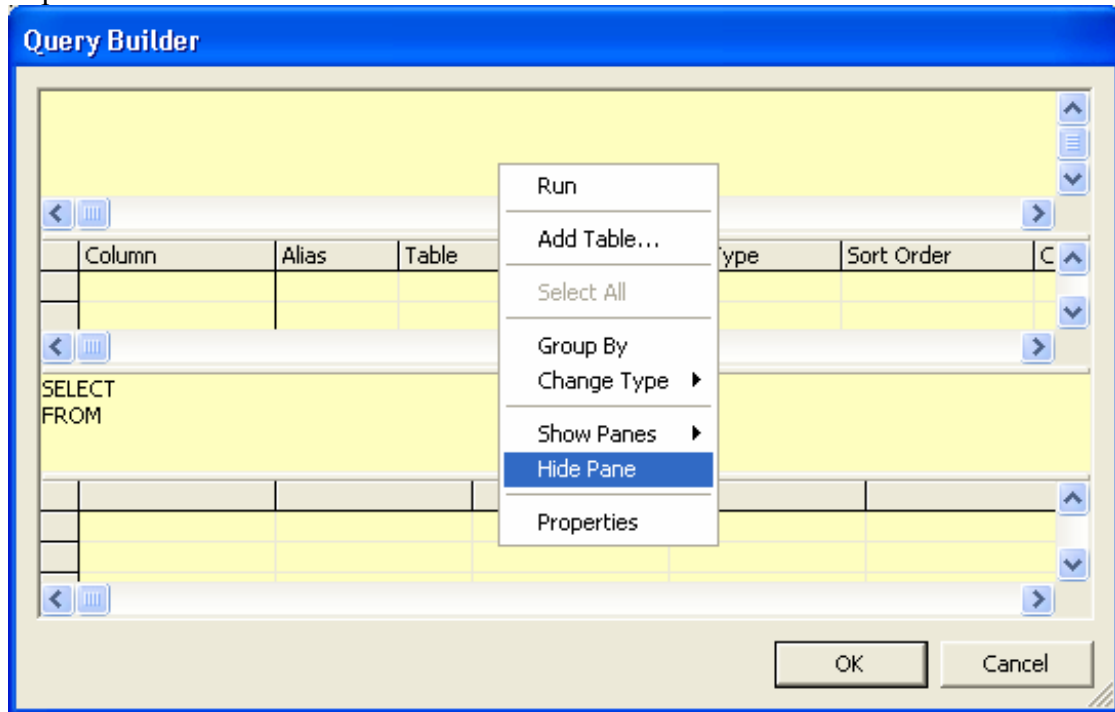 Query Builder
Run
Add Table...
Select All
Column Alias Table ype Sort Order C
Group By
Change Type
Show Panes
Hide Pane
Properties
SELECT
FROM
OK Cancel